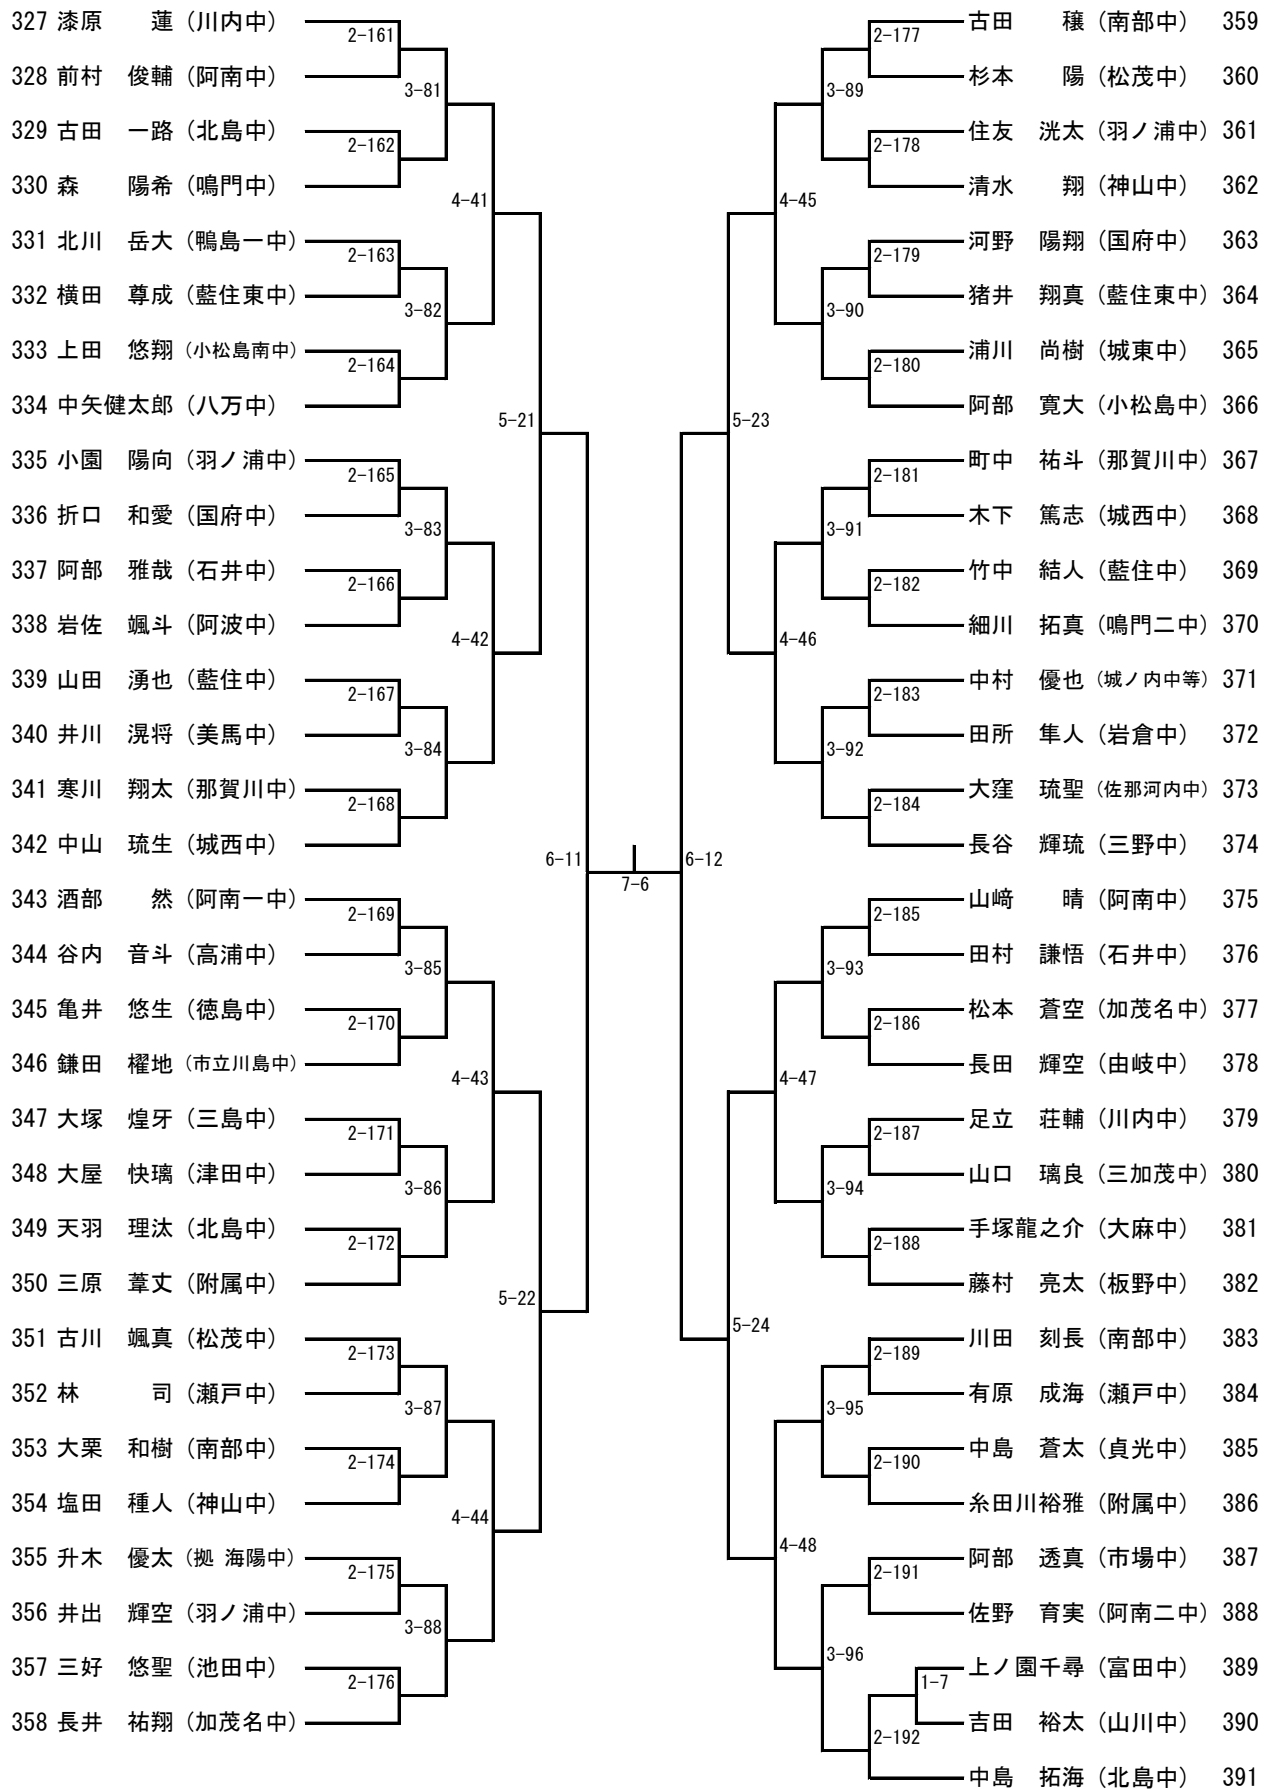 327 漆原　　蓮（川内中）
2-161
328 前村　俊輔（阿南中）
3-81
329 古田　一路（北島中）
2-162
330 森　　陽希（鳴門中）
4-41
331 北川　岳大（鴨島一中）
2-163
332 横田　尊成（藍住東中）
3-82
333 上田　悠翔（小松島南中）
2-164
334 中矢健太郎（八万中）
5-21
335 小園　陽向（羽ノ浦中）
2-165
336 折口　和愛（国府中）
3-83
337 阿部　雅哉（石井中）
2-166
338 岩佐　颯斗（阿波中）
4-42
339 山田　湧也（藍住中）
2-167
340 井川　滉将（美馬中）
3-84
341 寒川　翔太（那賀川中）
2-168
342 中山　琉生（城西中）
6-11
343 酒部　　然（阿南一中）
2-169
344 谷内　音斗（高浦中）
3-85
345 亀井　悠生（徳島中）
2-170
346 鎌田　櫂地（市立川島中）
4-43
347 大塚　煌牙（三島中）
2-171
348 大屋　快璃（津田中）
3-86
349 天羽　理汰（北島中）
2-172
350 三原　葦丈（附属中）
5-22
351 古川　颯真（松茂中）
2-173
352 林　　　司（瀬戸中）
3-87
353 大栗　和樹（南部中）
2-174
354 塩田　種人（神山中）
4-44
355 升木　優太（拠 海陽中）
2-175
356 井出　輝空（羽ノ浦中）
3-88
357 三好　悠聖（池田中）
2-176
358 長井　祐翔（加茂名中）
7-6
古田　　穣（南部中） 359
2-177
杉本　　陽（松茂中） 360
3-89
住友　洸太（羽ノ浦中） 361
2-178
清水　　翔（神山中） 362
4-45
河野　陽翔（国府中） 363
2-179
猪井　翔真（藍住東中） 364
3-90
浦川　尚樹（城東中） 365
2-180
阿部　寛大（小松島中） 366
5-23
町中　祐斗（那賀川中） 367
2-181
木下　篤志（城西中） 368
3-91
竹中　結人（藍住中） 369
2-182
細川　拓真（鳴門二中） 370
4-46
中村　優也（城ノ内中等） 371
2-183
田所　隼人（岩倉中） 372
3-92
大窪　琉聖（佐那河内中） 373
2-184
長谷　輝琉（三野中） 374
6-12
山﨑　　晴（阿南中） 375
2-185
田村　謙悟（石井中） 376
3-93
松本　蒼空（加茂名中） 377
2-186
長田　輝空（由岐中） 378
4-47
足立　荘輔（川内中） 379
2-187
山口　璃良（三加茂中） 380
3-94
手塚龍之介（大麻中） 381
2-188
藤村　亮太（板野中） 382
5-24
川田　刻長（南部中） 383
2-189
有原　成海（瀬戸中） 384
3-95
中島　蒼太（貞光中） 385
2-190
糸田川裕雅（附属中） 386
4-48
阿部　透真（市場中） 387
2-191
佐野　育実（阿南二中） 388
3-96
上ノ園千尋（富田中） 389
1-7
吉田　裕太（山川中） 390
2-192
中島　拓海（北島中） 391